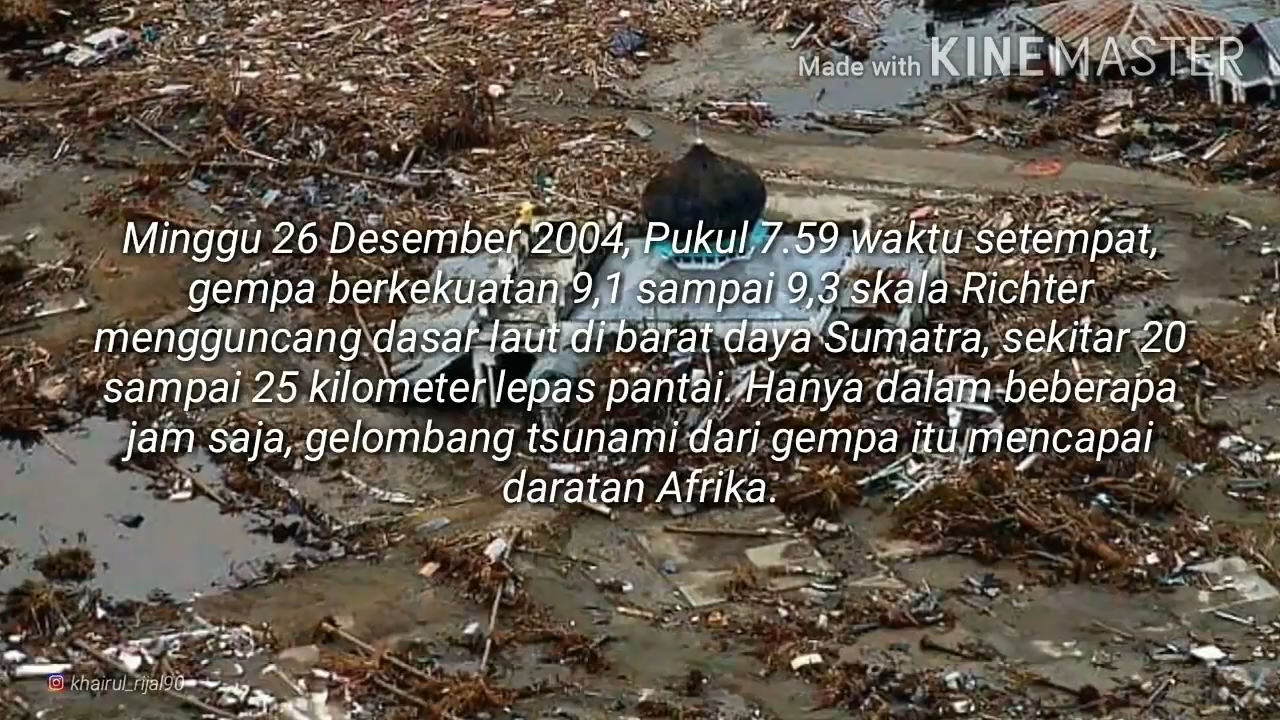 Made with KINEMASTER
Minggu 26 Desember 2004, Pukul 7.59 waktu setempat,
gempa berkekuatan 9,1 sampai 9,3 skala Richter
mengguncang dasar laut di barat daya Sumatra, sekitar 20
sampai 25 kilometer lepas pantai. Hanya dalam beberapa
jam saja, gelombang tsunami dari gempa itu mencapai
daratan Afrika.
khairul_rijal90